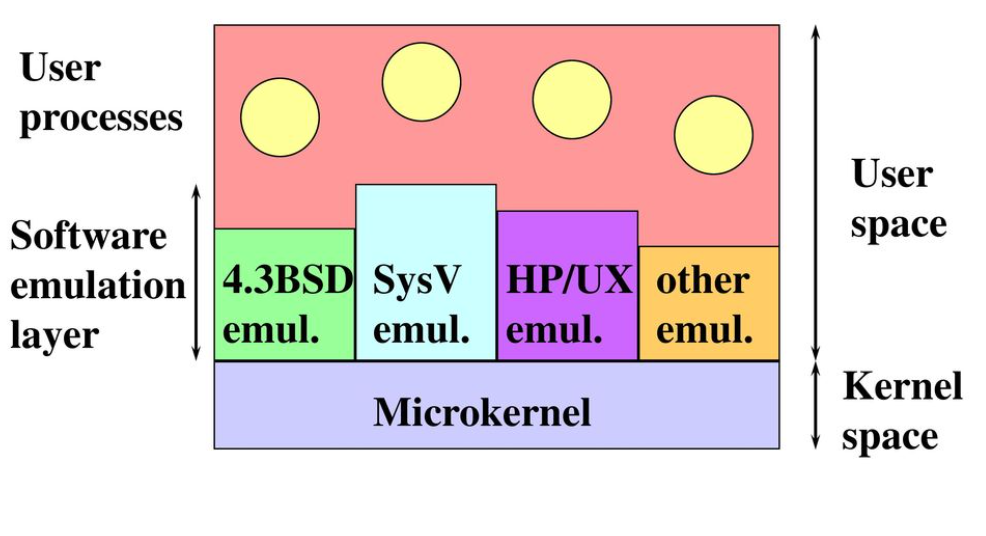 User
processes
Software
emulation
layer
4.3BSD
emul.
SysV
emul.
HP/UX
emul.
other
emul.
Microkernel
User
space
Kernel
space